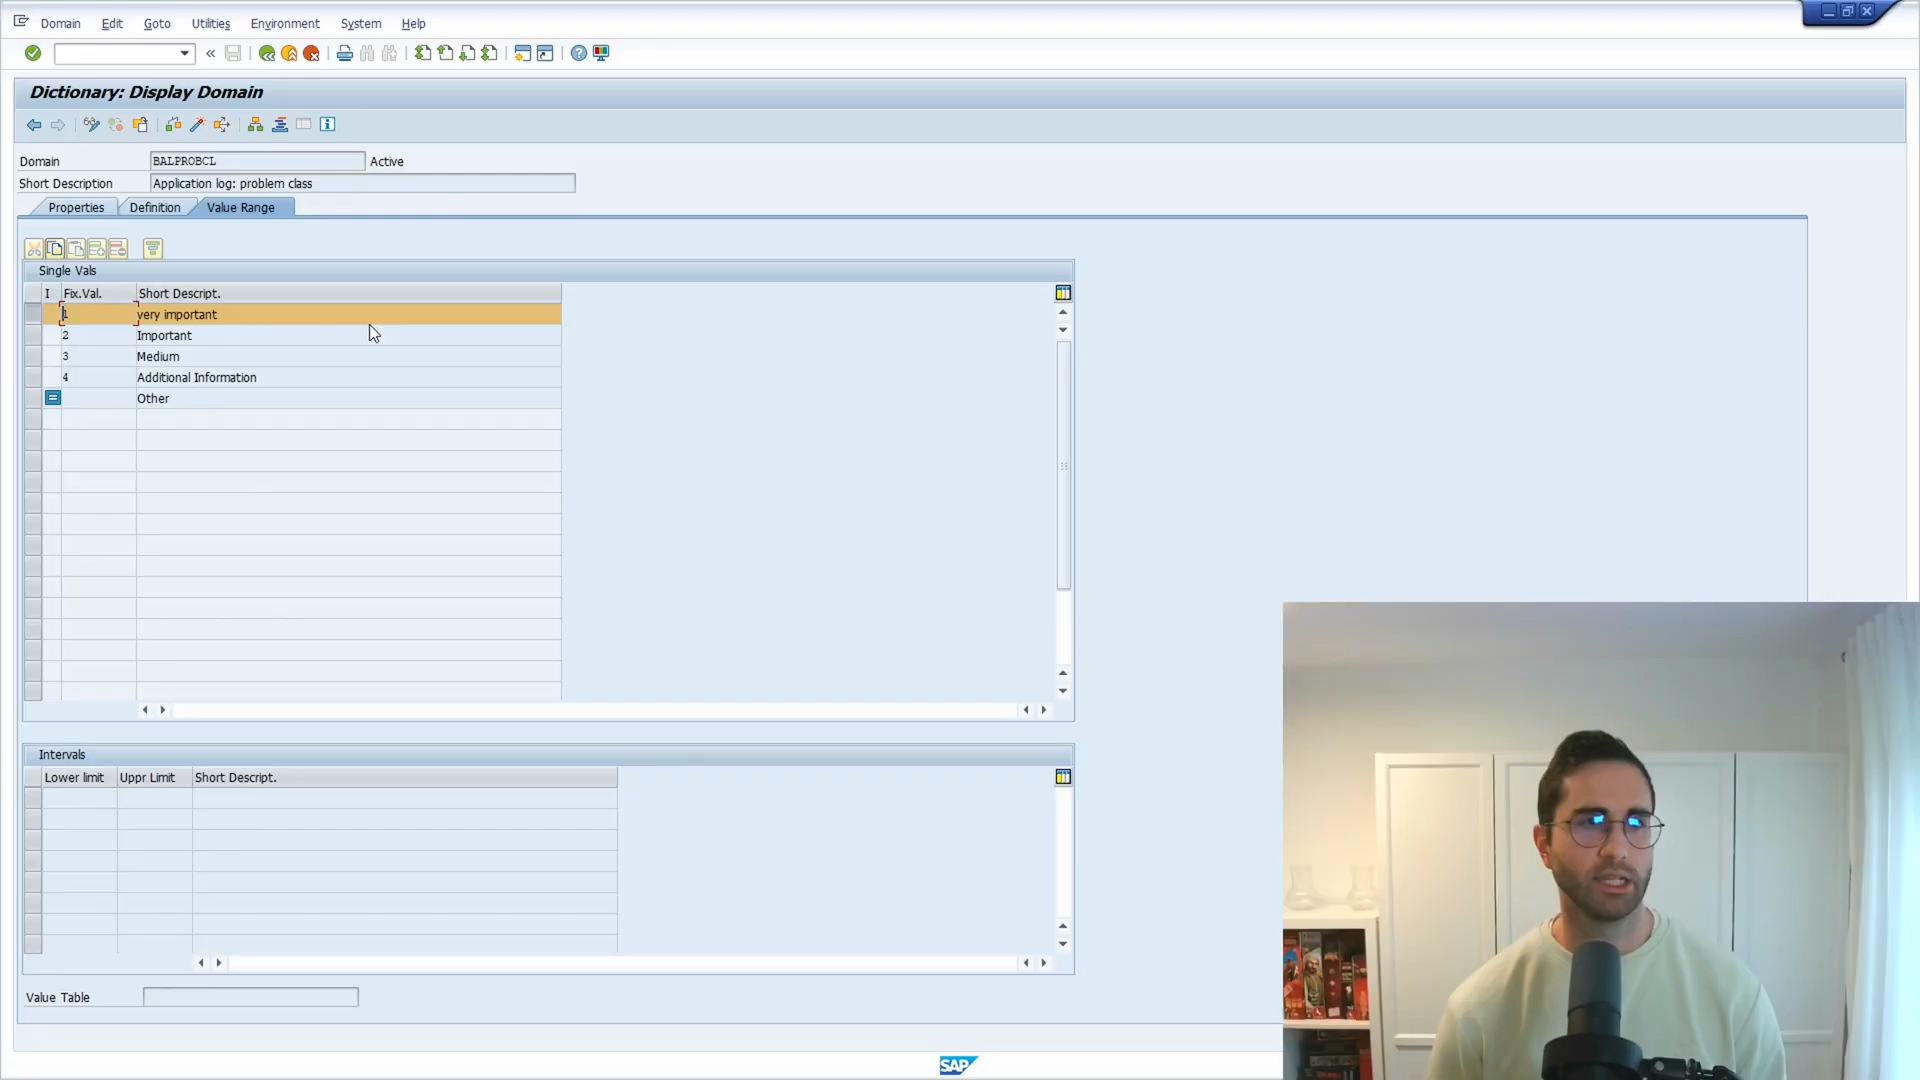 Domain Edit Goto Utilities Environment System Help
Dictionary: Display Domain
Domain BALPROBCL Active
Short Description Application log: problem class
Properties Definition Value Range
Single Vals
I Fix.Val. Short Descript.
1 very important
2 Important
3 Medium
4 Additional Information
Other
Intervals
Lower limit Uppr Limit Short Descript.
Value Table
SAP